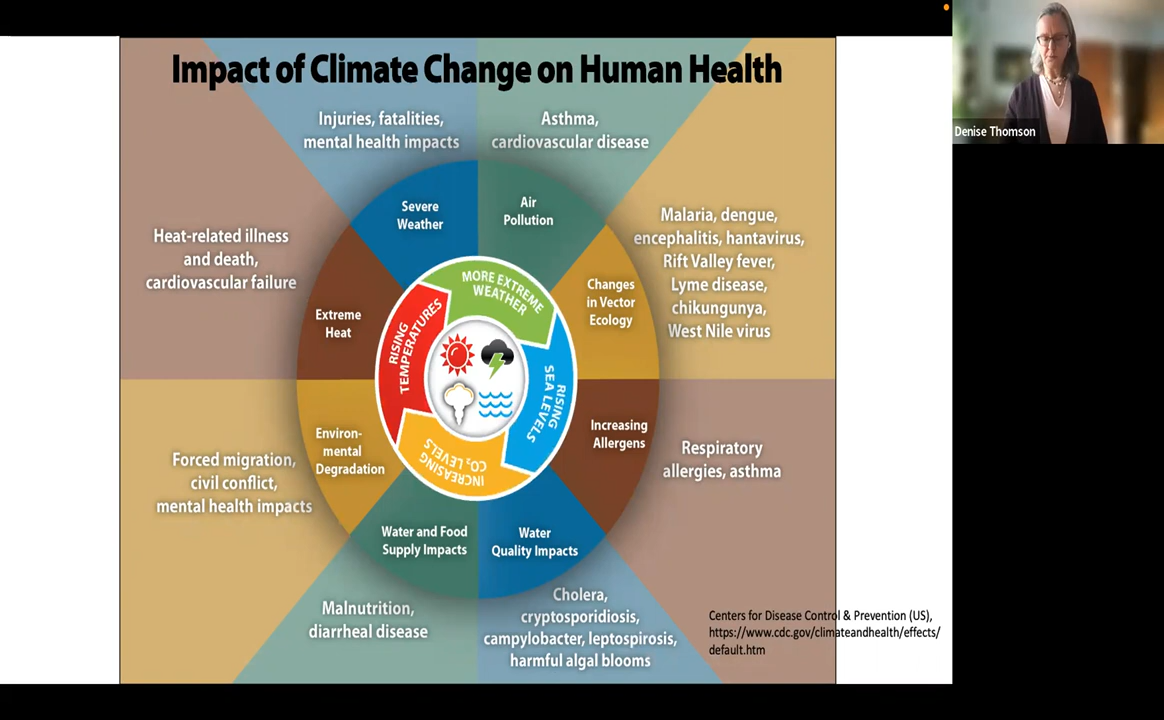 Impact of Climate Change on Human Health
Injuries, fatalities,
mental health impacts
Asthma,
cardiovascular disease
Denise Thomson
Severe
Weather
Air
Pollution
Malaria, dengue,
encephalitis, hantavirus,
Rift Valley fever,
Lyme disease,
chikungunya,
West Nile virus
Heat-related illness
and death,
cardiovascular failure
Extreme
Heat
Changes
in Vector
Ecology
MORE EXTREME
WEATHER
RISING
TEMPERATURES
RISING
SEA LEVELS
INCREASING
CO₂ LEVELS
Environ-
mental
Degradation
Increasing
Allergens
Forced migration,
civil conflict,
mental health impacts
Respiratory
allergies, asthma
Water and Food
Supply Impacts
Water
Quality Impacts
Malnutrition,
diarrheal disease
Cholera,
cryptosporidiosis,
campylobacter, leptospirosis,
harmful algal blooms
Centers for Disease Control & Prevention (US),
https://www.cdc.gov/climateandhealth/effects/
default.htm